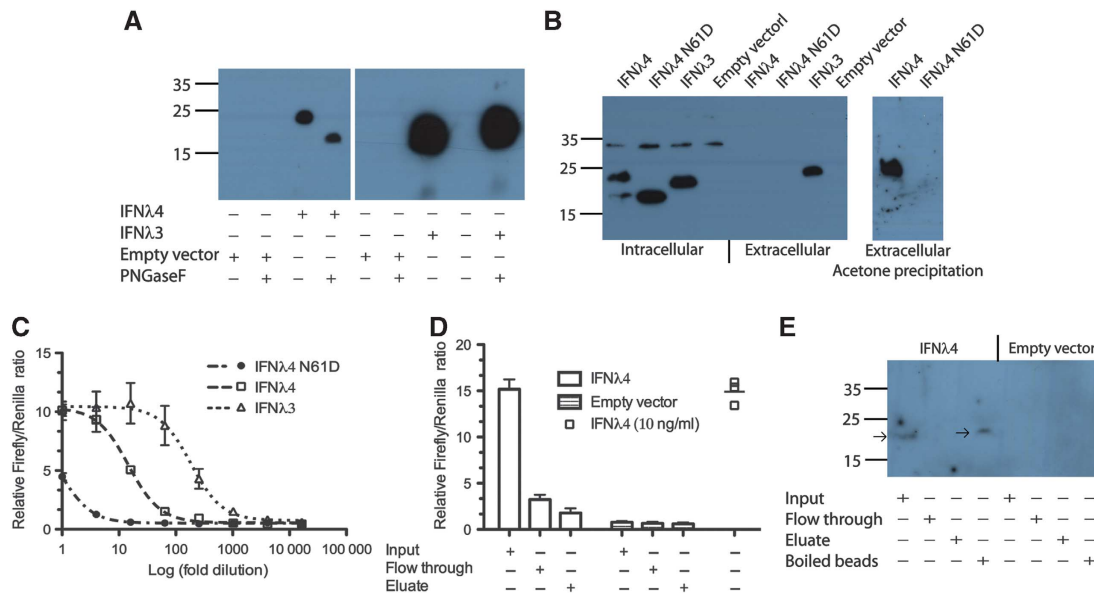 A
35
25
15
IFNλ4 – – – – + + – – – – – –
IFNλ3 – – – – – – – – – + – +
Empty vector + + – – – – + + – – – –
PNGaseF – + – – – + – + – – – +
B
IFNλ4
IFNλ4 N61D
IFNλ3
Empty vectorl
IFNλ4
IFNλ4 N61D
IFNλ3
Empty vector
IFNλ4
IFNλ4 N61D
35
25
15
Intracellular
Extracellular
Extracellular
Acetone precipitation
C
Relative Firefly/Renilla ratio
15
10
5
0
IFNλ4 N61D
IFNλ4
IFNλ3
1 10 100 1000 10 000 100 000
Log (fold dilution)
D
Relative Firefly/Renilla ratio
20
15
10
5
0
IFNλ4
Empty vector
IFNλ4 (10 ng/ml)
Input + – – + – – –
Flow through – + – – + – –
Eluate – – + – – + –
E
IFNλ4
Empty vector
35
25
15
Input + – – – + – – –
Flow through – + – – – + – –
Eluate – – + – – – + –
Boiled beads – – – + – – – +